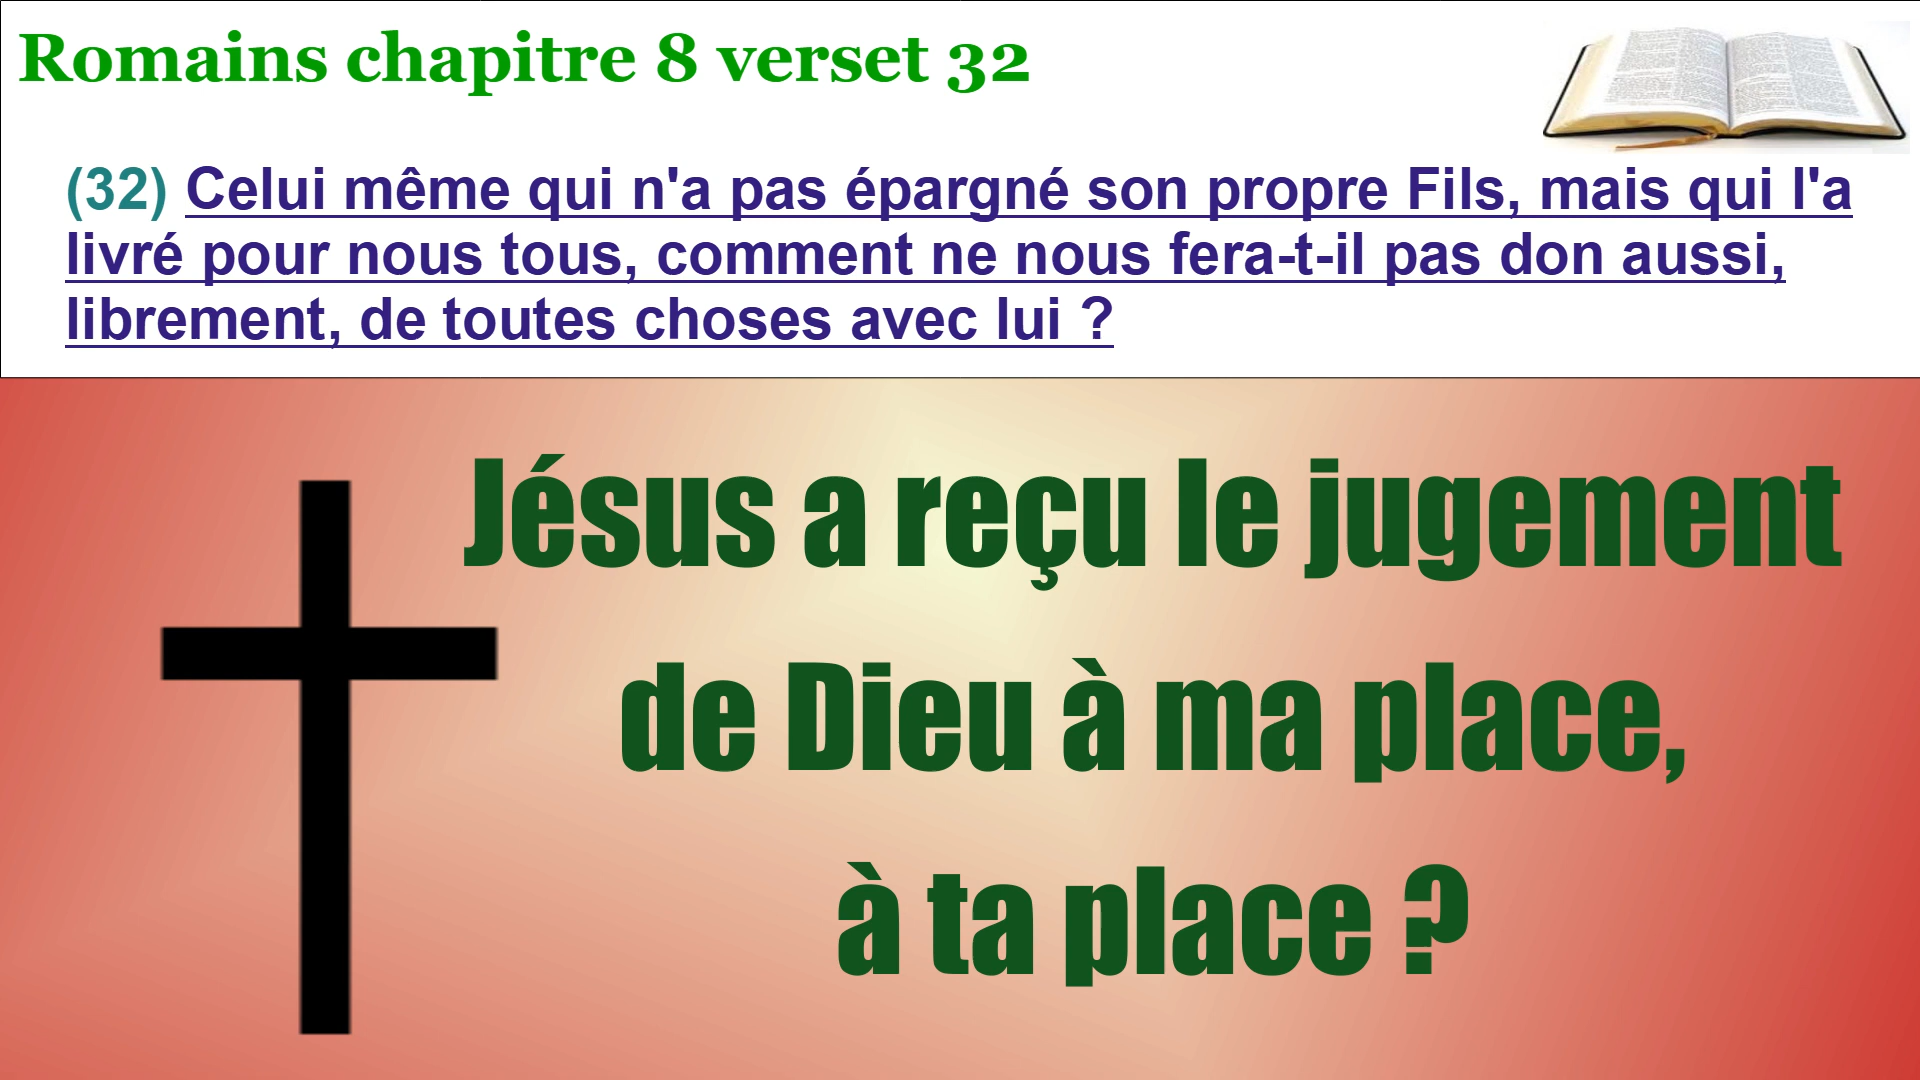 Romains chapitre 8 verset 32
(32) Celui même qui n'a pas épargné son propre Fils, mais qui l'a
livré pour nous tous, comment ne nous fera-t-il pas don aussi,
librement, de toutes choses avec lui ?
Jésus a reçu le jugement
de Dieu à ma place,
à ta place ?